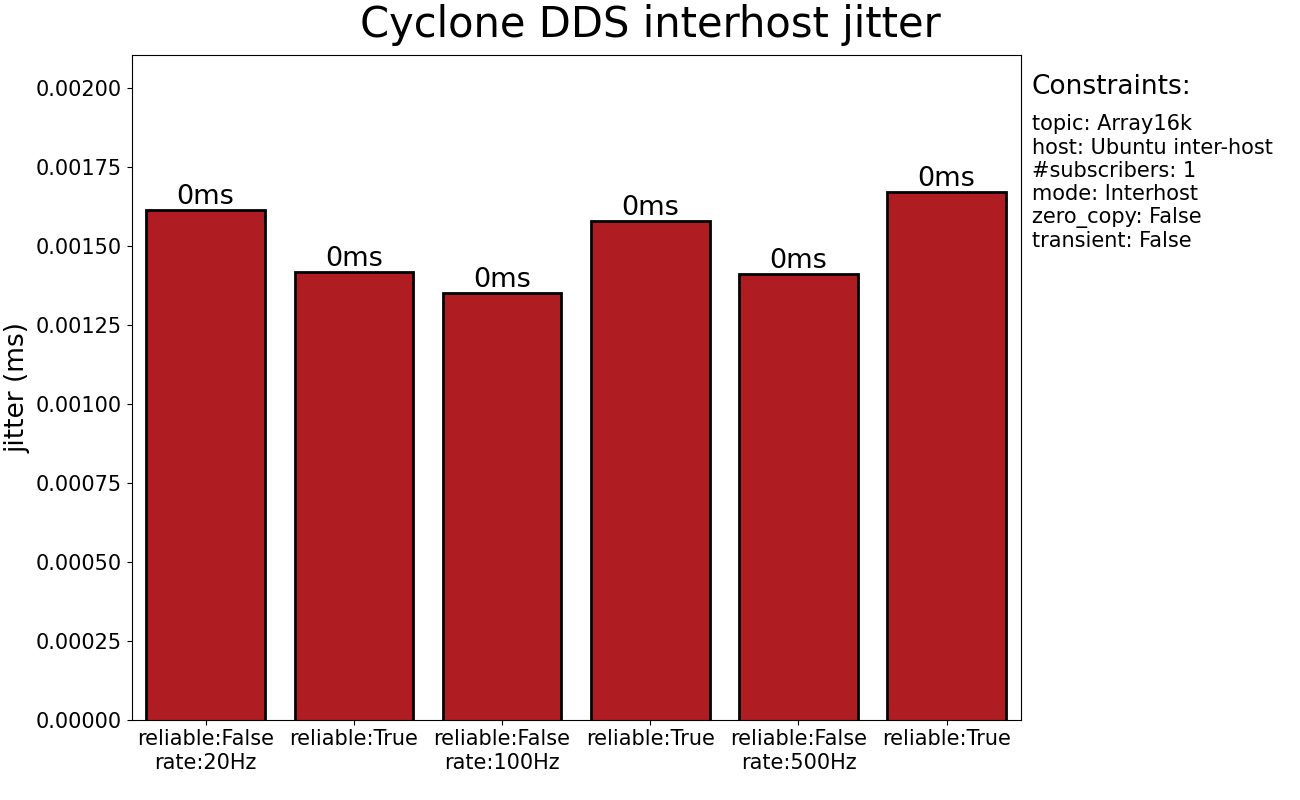 Cyclone DDS interhost jitter
Constraints:
topic: Array16k
host: Ubuntu inter-host
#subscribers: 1
mode: Interhost
zero_copy: False
transient: False
jitter (ms)
0.00200
0.00175
0.00150
0.00125
0.00100
0.00075
0.00050
0.00025
0.00000
0ms
0ms
0ms
0ms
0ms
0ms
reliable:False
rate:20Hz
reliable:True
reliable:False
rate:100Hz
reliable:True
reliable:False
rate:500Hz
reliable:True